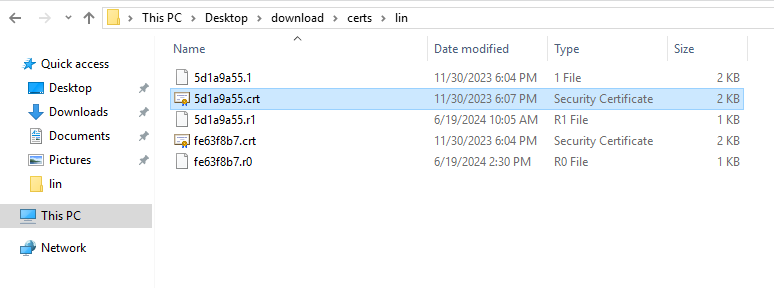 This PC > Desktop > download > certs > lin
Name Date modified Type Size
Quick access
Desktop
Downloads
Documents
Pictures
lin
This PC
Network
5d1a9a55.1 11/30/2023 6:04 PM 1 File 2 KB
5d1a9a55.crt 11/30/2023 6:07 PM Security Certificate 2 KB
5d1a9a55.r1 6/19/2024 10:05 AM R1 File 1 KB
fe63f8b7.crt 11/30/2023 6:04 PM Security Certificate 2 KB
fe63f8b7.r0 6/19/2024 2:30 PM R0 File 1 KB